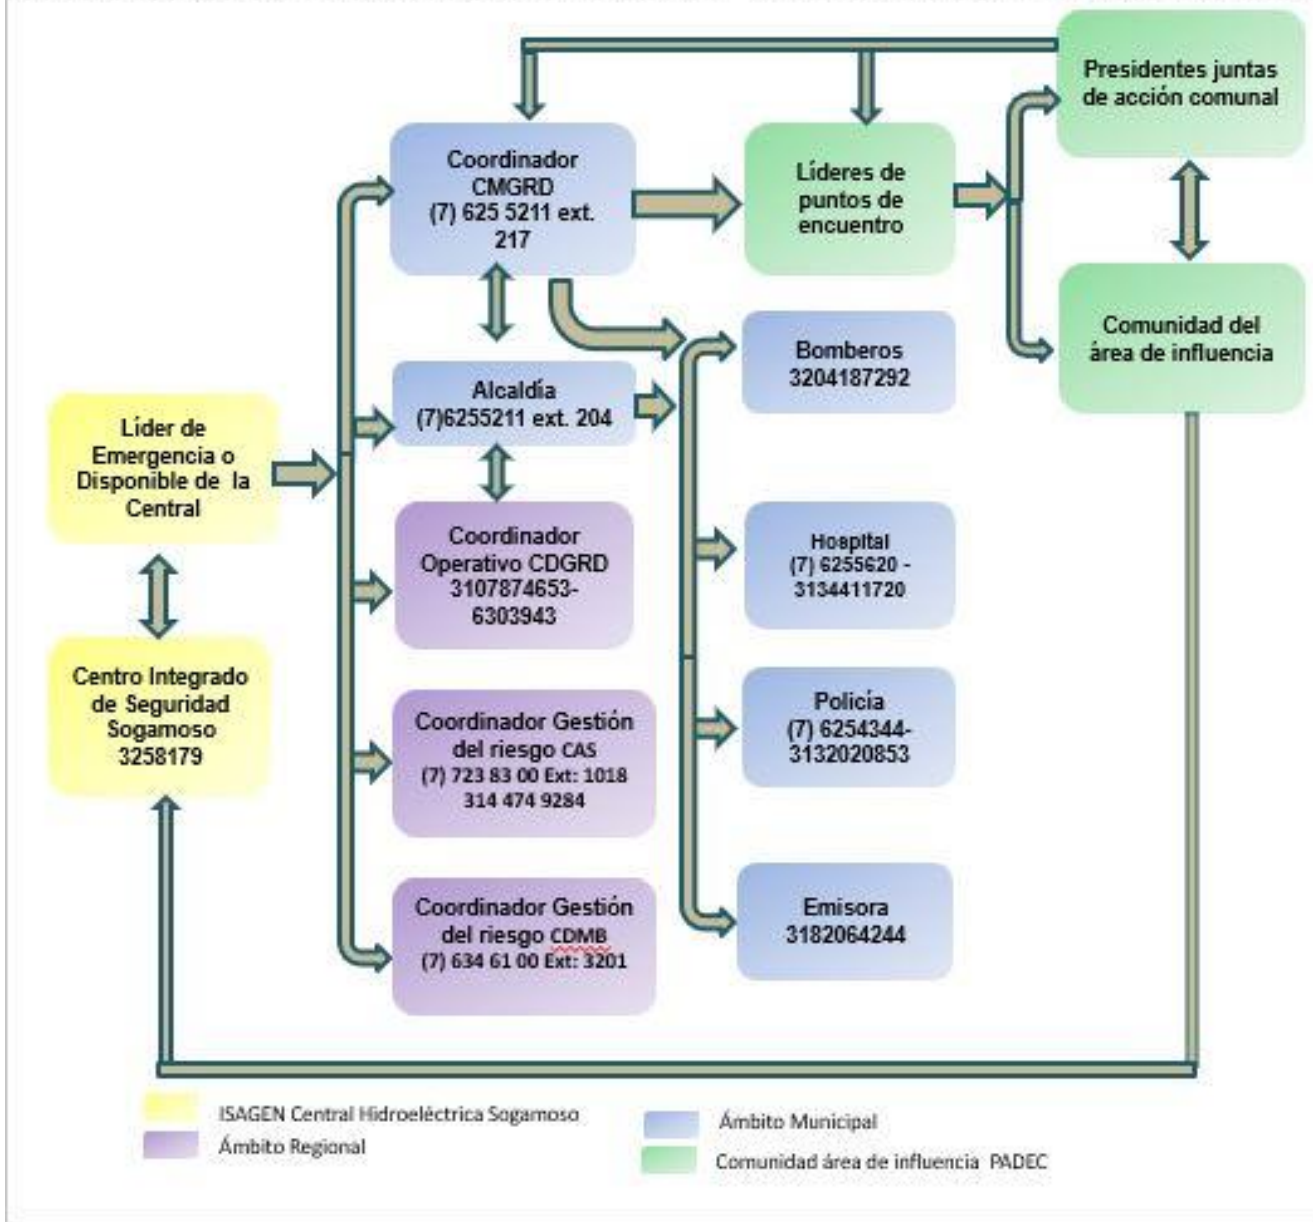 Presidentes juntas
de acción comunal
Coordinador
CMGRD
(7) 625 5211 ext.
217
Líderes de
puntos de
encuentro
Comunidad del
área de influencia
Bomberos
3204187292
Alcaldía
(7)6255211 ext. 204
Líder de
Emergencia o
Disponible de la
Central
Coordinador
Operativo CDGRD
3107874653-
6303943
Hospital
(7) 6255620 -
3134411720
Centro Integrado
de Seguridad
Sogamoso
3258179
Coordinador Gestión
del riesgo CAS
(7) 723 83 00 Ext: 1018
314 474 9284
Policía
(7) 6254344-
3132020853
Coordinador Gestión
del riesgo CDMB
(7) 634 61 00 Ext: 3201
Emisora
3182064244
ISAGEN Central Hidroeléctrica Sogamoso
Ámbito Regional
Ámbito Municipal
Comunidad área de influencia PADEC